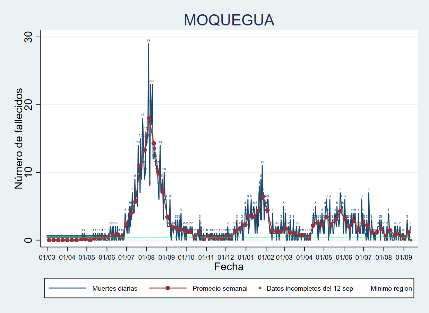 MOQUEGUA
Número de fallecidos
30
20
10
0
01/03 01/04 01/05 01/06 01/07 01/08 01/09 01/10 01/11 01/12 01/01 01/02 01/03 01/04 01/05 01/06 01/07 01/08 01/09
Fecha
Muertes diarias Promedio semanal Datos incompletos del 12 sep Minimo region